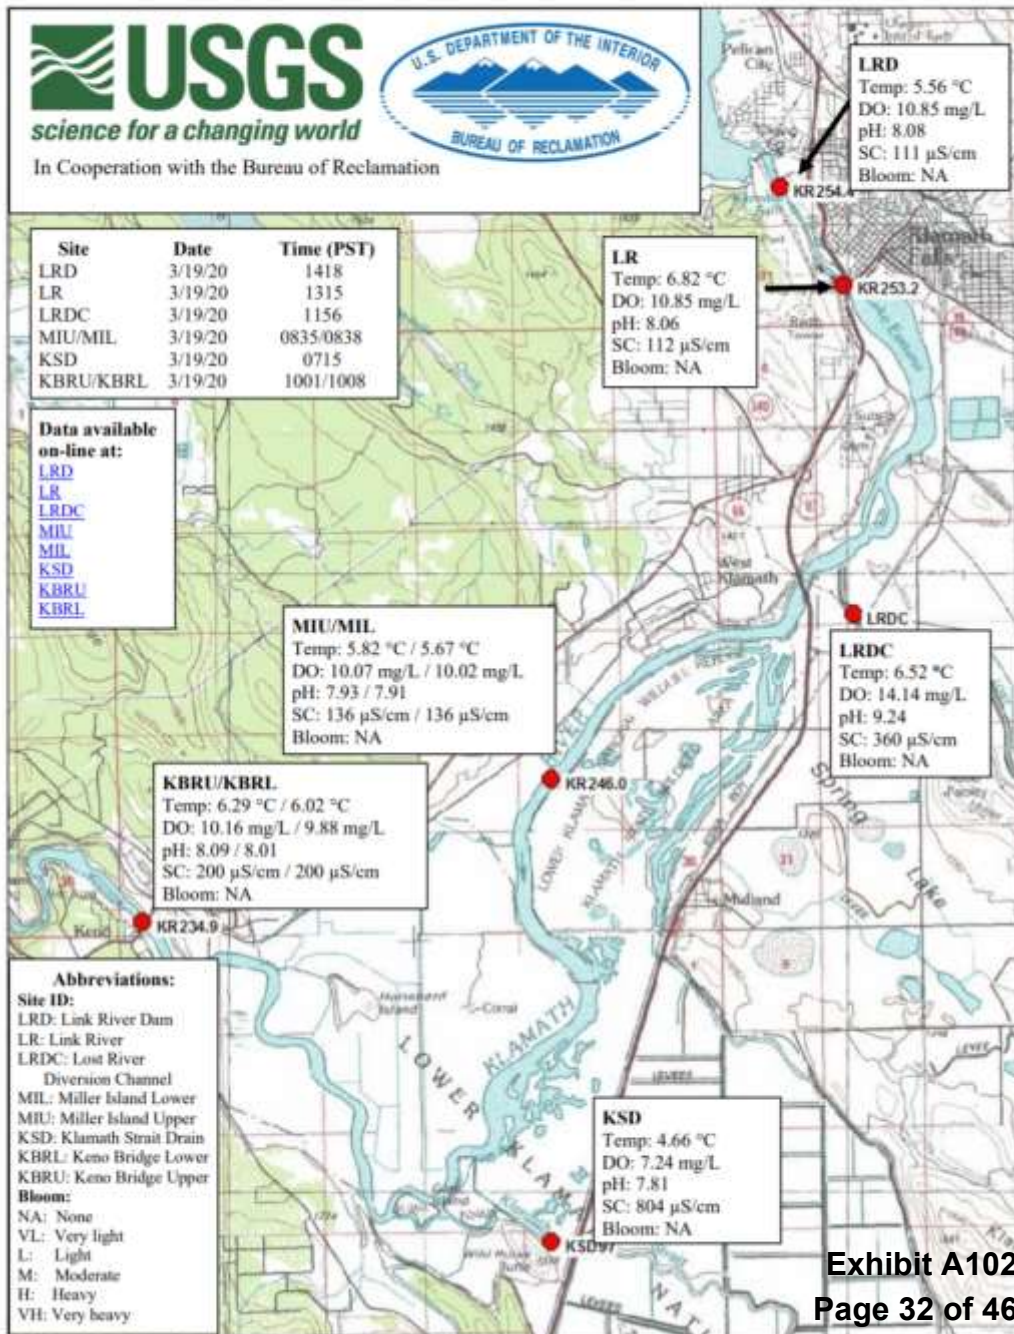 USGS
science for a changing world
U.S. DEPARTMENT OF THE INTERIOR
BUREAU OF RECLAMATION
In Cooperation with the Bureau of Reclamation
Site Date Time (PST)
LRD 3/19/20 1418
LR 3/19/20 1315
LRDC 3/19/20 1156
MIU/MIL 3/19/20 0835/0838
KSD 3/19/20 0715
KBRU/KBRL 3/19/20 1001/1008
Data available
on-line at:
LRD
LR
LRDC
MIU
MIL
KSD
KBRU
KBRL
LRD
Temp: 5.56 °C
DO: 10.85 mg/L
pH: 8.08
SC: 111 µS/cm
Bloom: NA
Pelican
City
KR254.4
LR
Temp: 6.82 °C
DO: 10.85 mg/L
pH: 8.06
SC: 112 µS/cm
Bloom: NA
KR253.2
Klamath
Falls
140
66
West
Klamath
LRDC
LRDC
Temp: 6.52 °C
DO: 14.14 mg/L
pH: 9.24
SC: 360 µS/cm
Bloom: NA
MIU/MIL
Temp: 5.82 °C / 5.67 °C
DO: 10.07 mg/L / 10.02 mg/L
pH: 7.93 / 7.91
SC: 136 µS/cm / 136 µS/cm
Bloom: NA
KR246.0
Spring
Lake
Midland
KBRU/KBRL
Temp: 6.29 °C / 6.02 °C
DO: 10.16 mg/L / 9.88 mg/L
pH: 8.09 / 8.01
SC: 200 µS/cm / 200 µS/cm
Bloom: NA
Keno
KR234.9
Corral
LOWER KLAMATH
KLAMATH
LEVEES
LEVEE
Abbreviations:
Site ID:
LRD: Link River Dam
LR: Link River
LRDC: Lost River
Diversion Channel
MIL: Miller Island Lower
MIU: Miller Island Upper
KSD: Klamath Strait Drain
KBRL: Keno Bridge Lower
KBRU: Keno Bridge Upper
Bloom:
NA: None
VL: Very light
L: Light
M: Moderate
H: Heavy
VH: Very heavy
KSD
Temp: 4.66 °C
DO: 7.24 mg/L
pH: 7.81
SC: 804 µS/cm
Bloom: NA
KSD97
LEVEES
Exhibit A102
Page 32 of 46